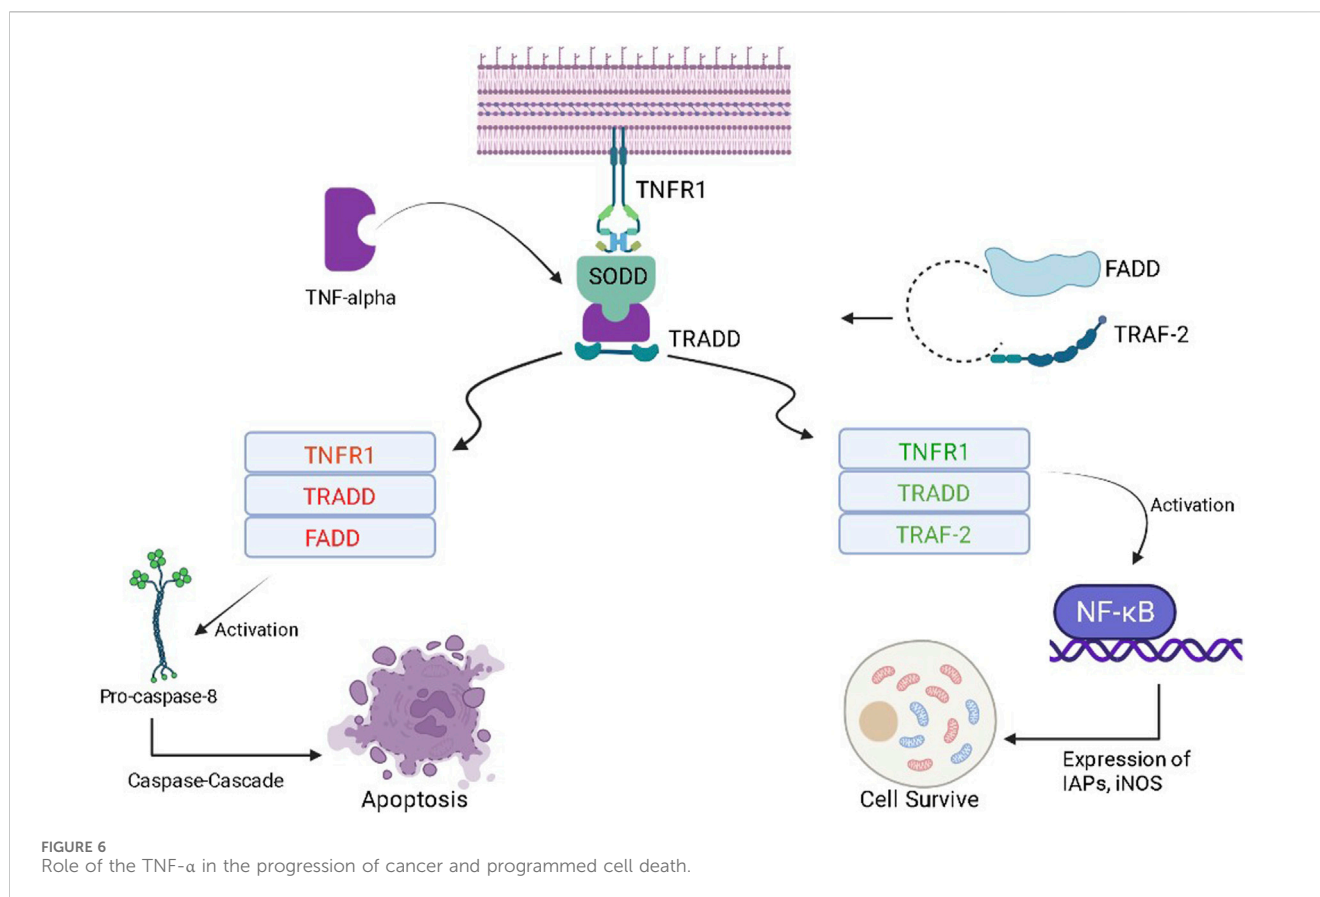 TNFR1
TNF-alpha
SODD
TRADD
FADD
TRAF-2
TNFR1
TRADD
FADD
TNFR1
TRADD
TRAF-2
Activation
NF-κB
Activation
Pro-caspase-8
Caspase-Cascade
Apoptosis
Cell Survive
Expression of
IAPs, iNOS
FIGURE 6
Role of the TNF-α in the progression of cancer and programmed cell death.